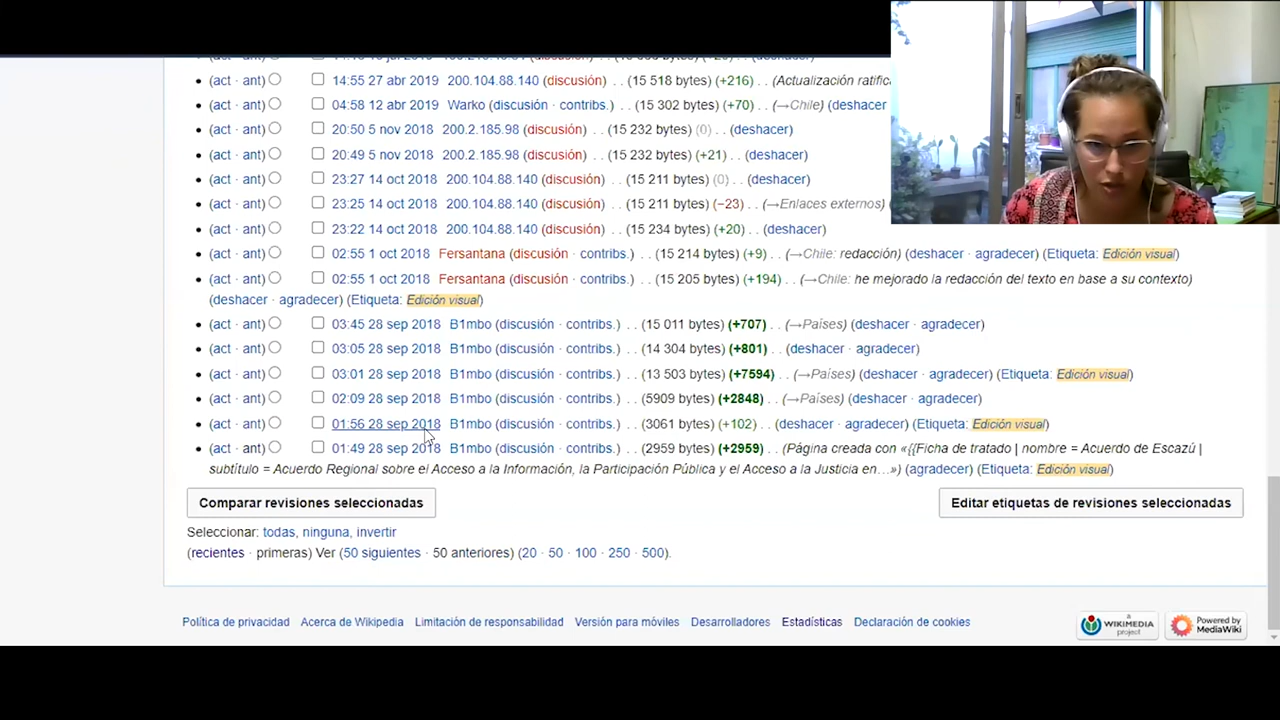 • (act · ant) 14:55 27 abr 2019 200.104.88.140 (discusión) . . (15 518 bytes) (+216) . . (Actualización ratifica
• (act · ant) 04:58 12 abr 2019 Warko (discusión · contribs.) . . (15 302 bytes) (+70) . . (→Chile) (deshacer
• (act · ant) 20:50 5 nov 2018 200.2.185.98 (discusión) . . (15 232 bytes) (0) . . (deshacer)
• (act · ant) 20:49 5 nov 2018 200.2.185.98 (discusión) . . (15 232 bytes) (+21) . . (deshacer)
• (act · ant) 23:27 14 oct 2018 200.104.88.140 (discusión) . . (15 211 bytes) (0) . . (deshacer)
• (act · ant) 23:25 14 oct 2018 200.104.88.140 (discusión) . . (15 211 bytes) (−23) . . (→Enlaces externos) (
• (act · ant) 23:22 14 oct 2018 200.104.88.140 (discusión) . . (15 234 bytes) (+20) . . (deshacer)
• (act · ant) 02:55 1 oct 2018 Fersantana (discusión · contribs.) . . (15 214 bytes) (+9) . . (→Chile: redacción) (deshacer · agradecer) (Etiqueta: Edición visual)
• (act · ant) 02:55 1 oct 2018 Fersantana (discusión · contribs.) . . (15 205 bytes) (+194) . . (→Chile: he mejorado la redacción del texto en base a su contexto)
(deshacer · agradecer) (Etiqueta: Edición visual)
• (act · ant) 03:45 28 sep 2018 B1mbo (discusión · contribs.) . . (15 011 bytes) (+707) . . (→Países) (deshacer · agradecer)
• (act · ant) 03:05 28 sep 2018 B1mbo (discusión · contribs.) . . (14 304 bytes) (+801) . . (deshacer · agradecer)
• (act · ant) 03:01 28 sep 2018 B1mbo (discusión · contribs.) . . (13 503 bytes) (+7594) . . (→Países) (deshacer · agradecer) (Etiqueta: Edición visual)
• (act · ant) 02:09 28 sep 2018 B1mbo (discusión · contribs.) . . (5909 bytes) (+2848) . . (→Países) (deshacer · agradecer)
• (act · ant) 01:56 28 sep 2018 B1mbo (discusión · contribs.) . . (3061 bytes) (+102) . . (deshacer · agradecer) (Etiqueta: Edición visual)
• (act · ant) 01:49 28 sep 2018 B1mbo (discusión · contribs.) . . (2959 bytes) (+2959) . . (Página creada con «{{Ficha de tratado | nombre = Acuerdo de Escazú |
subtítulo = Acuerdo Regional sobre el Acceso a la Información, la Participación Pública y el Acceso a la Justicia en…») (agradecer) (Etiqueta: Edición visual)
Comparar revisiones seleccionadas Editar etiquetas de revisiones seleccionadas
Seleccionar: todas, ninguna, invertir
(recientes · primeras) Ver (50 siguientes · 50 anteriores) (20 · 50 · 100 · 250 · 500).
Política de privacidad Acerca de Wikipedia Limitación de responsabilidad Versión para móviles Desarrolladores Estadísticas Declaración de cookies
A WIKIMEDIA project
Powered by MediaWiki